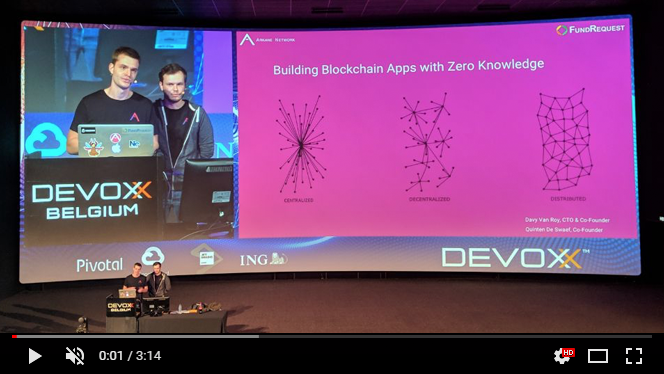 ARKANE NETWORK
FUNDREQUEST
Building Blockchain Apps with Zero Knowledge
CENTRALIZED
DECENTRALIZED
DISTRIBUTED
Davy Van Roy, CTO & Co-Founder
Quinten De Swaef, Co-Founder
DEVOXX
BELGIUM
Pivotal
ING
DEVOXX™
DEVOXX
BELGIUM
0:01 / 3:14
HD